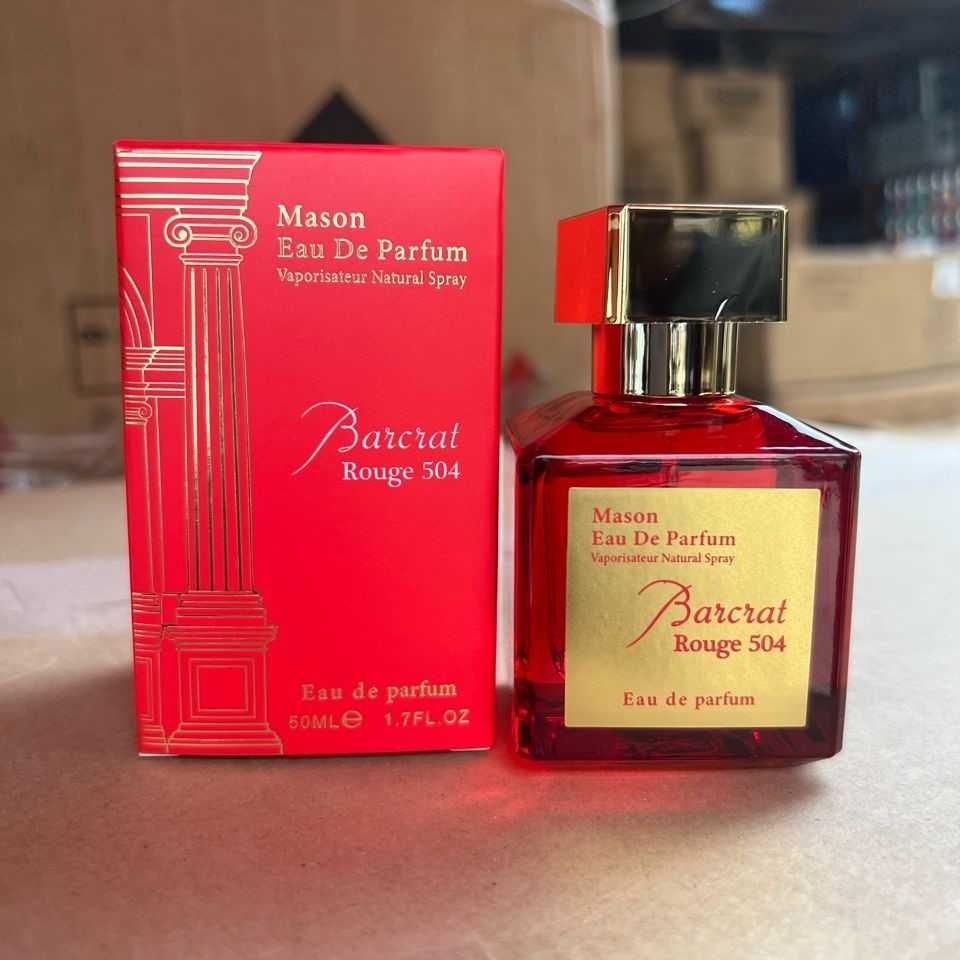 Mason
Eau De Parfum
Vaporisateur Natural Spray
Barcrat
Rouge 504
Eau de parfum
50ML℮ 1.7FL.OZ
Mason
Eau De Parfum
Vaporisateur Natural Spray
Barcrat
Rouge 504
Eau de parfum